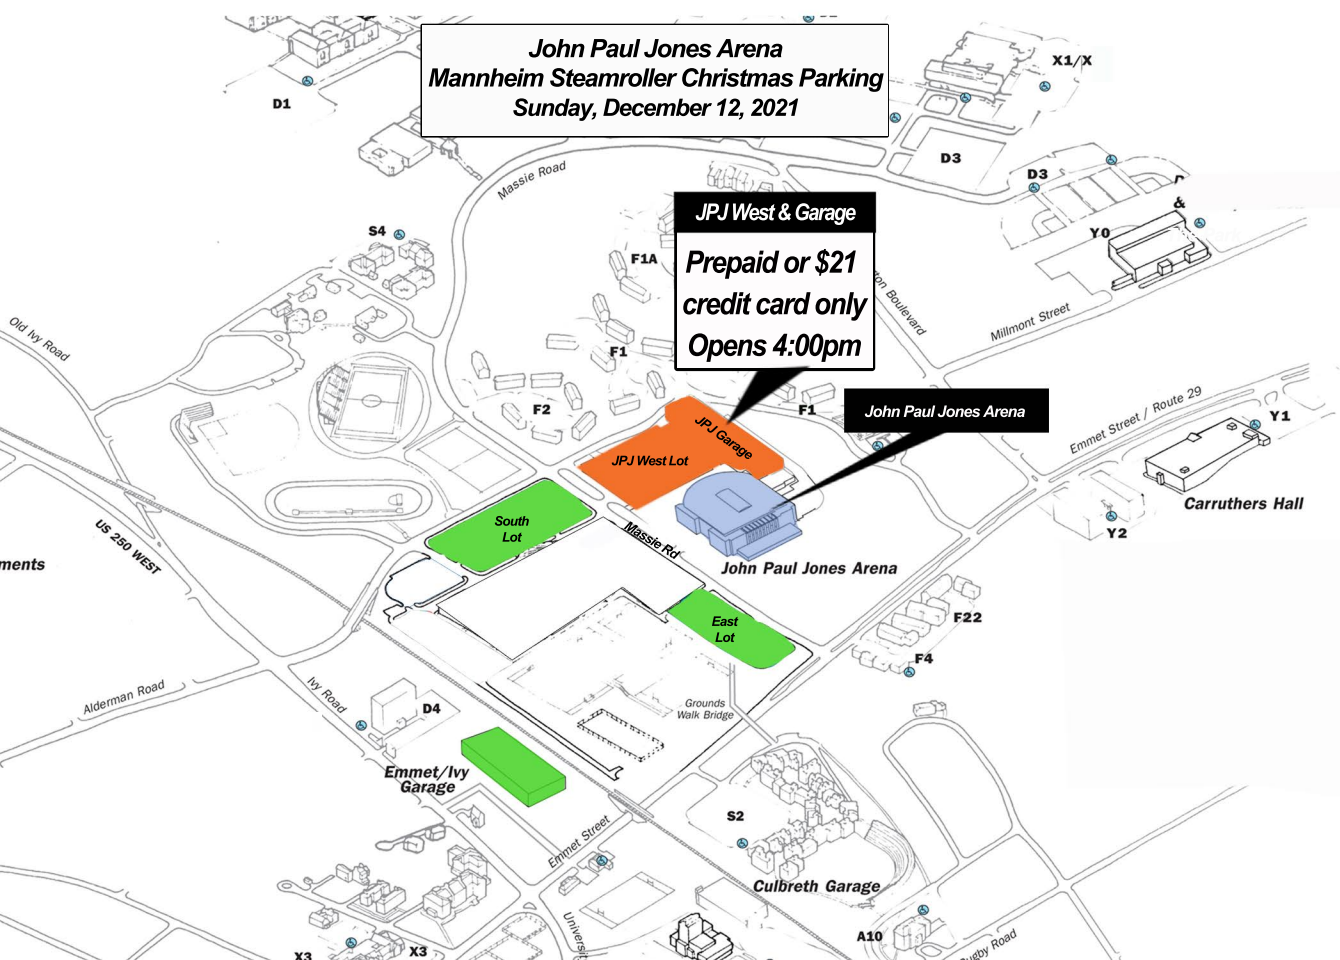 John Paul Jones Arena
Mannheim Steamroller Christmas Parking
Sunday, December 12, 2021
D1
X1/X
D3
D3
&
Y0
Massie Road
JPJ West & Garage
Prepaid or $21
credit card only
Opens 4:00pm
S4
F1A
Boulevard
Millmont Street
Old Ivy Road
F1
F2
F1
John Paul Jones Arena
Emmet Street / Route 29
Y1
JPJ Garage
JPJ West Lot
Carruthers Hall
Y2
South
Lot
Massie Rd
US 250 WEST
John Paul Jones Arena
East
Lot
F22
F4
Alderman Road
Ivy Road
D4
Grounds
Walk Bridge
Emmet/Ivy
Garage
S2
Emmet Street
Culbreth Garage
A10
Rugby Road
X3
X3